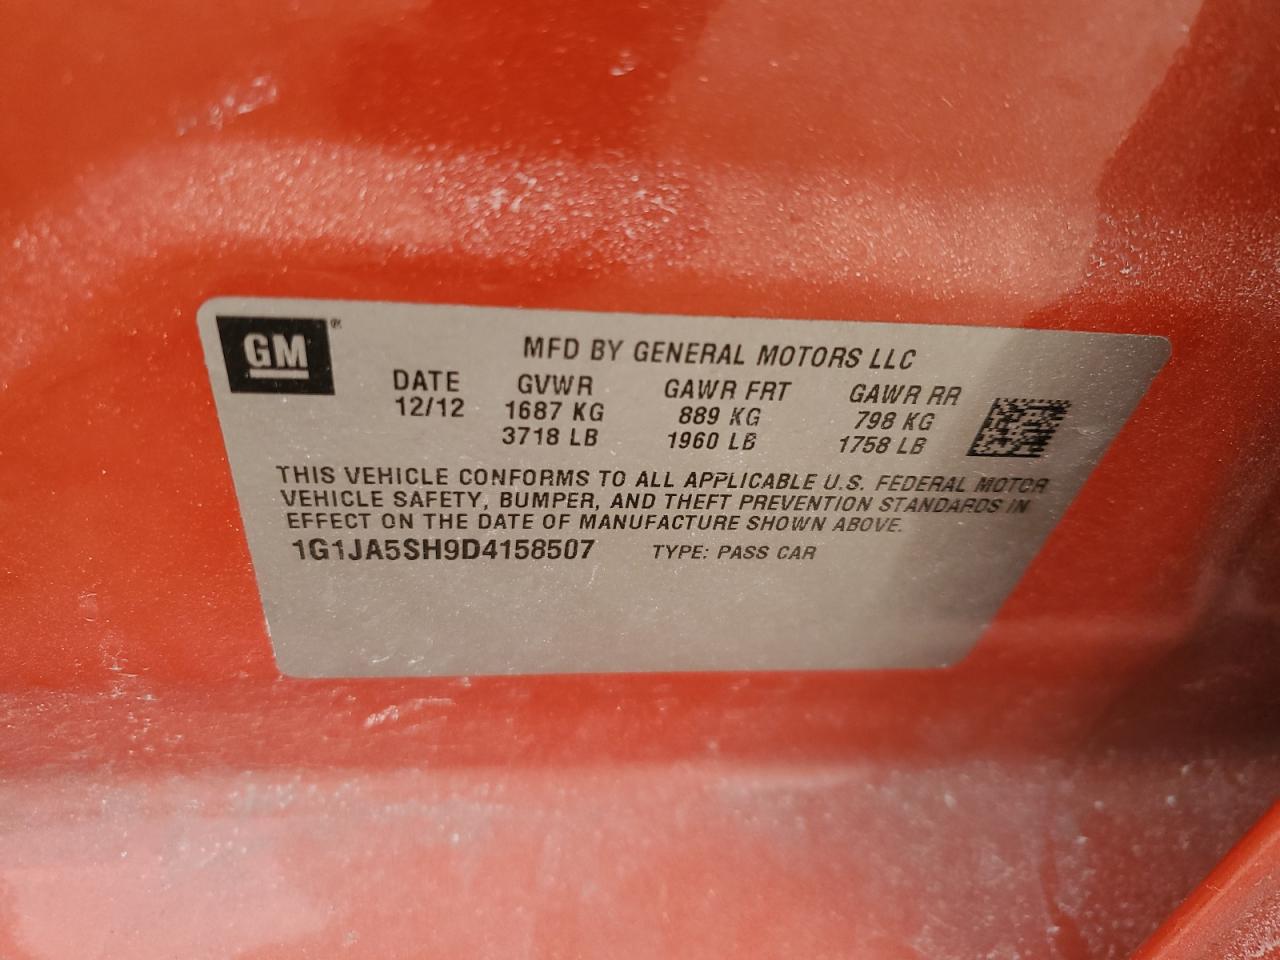 GM®
MFD BY GENERAL MOTORS LLC
DATE GVWR GAWR FRT GAWR RR
12/12 1687 KG 889 KG 798 KG
3718 LB 1960 LB 1758 LB
THIS VEHICLE CONFORMS TO ALL APPLICABLE U.S. FEDERAL MOTOR
VEHICLE SAFETY, BUMPER, AND THEFT PREVENTION STANDARDS IN
EFFECT ON THE DATE OF MANUFACTURE SHOWN ABOVE.
1G1JA5SH9D4158507 TYPE: PASS CAR